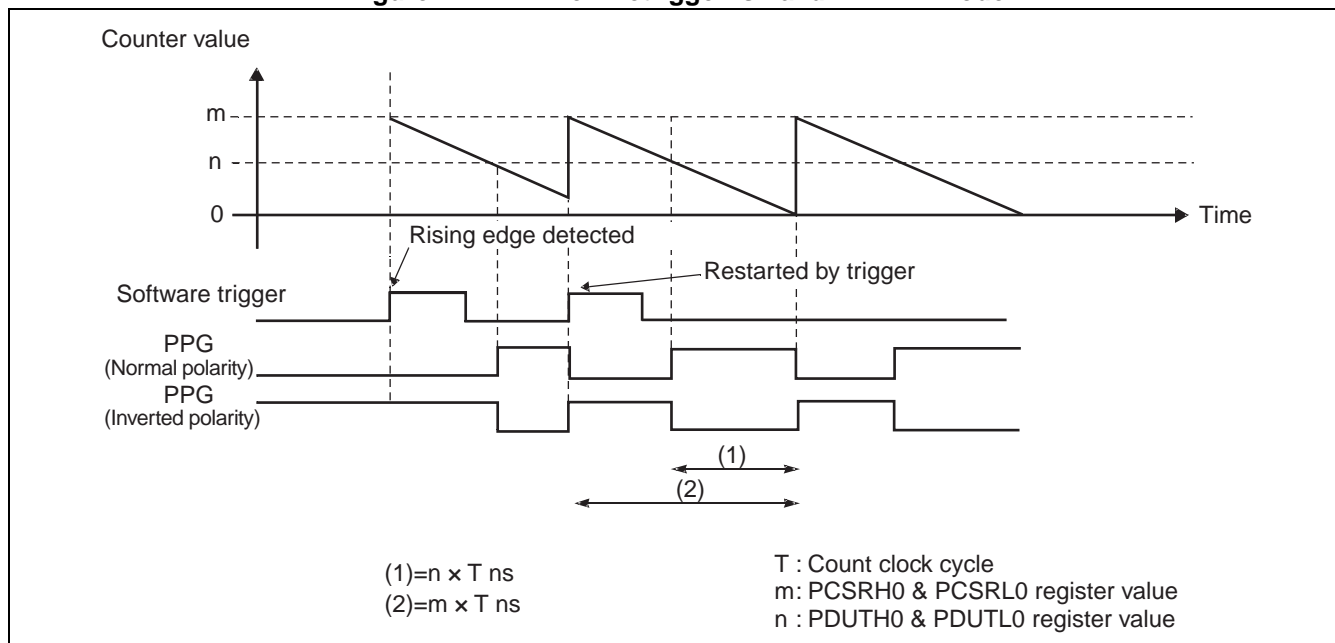 Counter value
m
n
0
Time
Rising edge detected
Restarted by trigger
Software trigger
PPG
(Normal polarity)
PPG
(Inverted polarity)
(1)
(2)
(1)=n × T ns
(2)=m × T ns
T : Count clock cycle
m: PCSRH0 & PCSRL0 register value
n : PDUTH0 & PDUTL0 register value